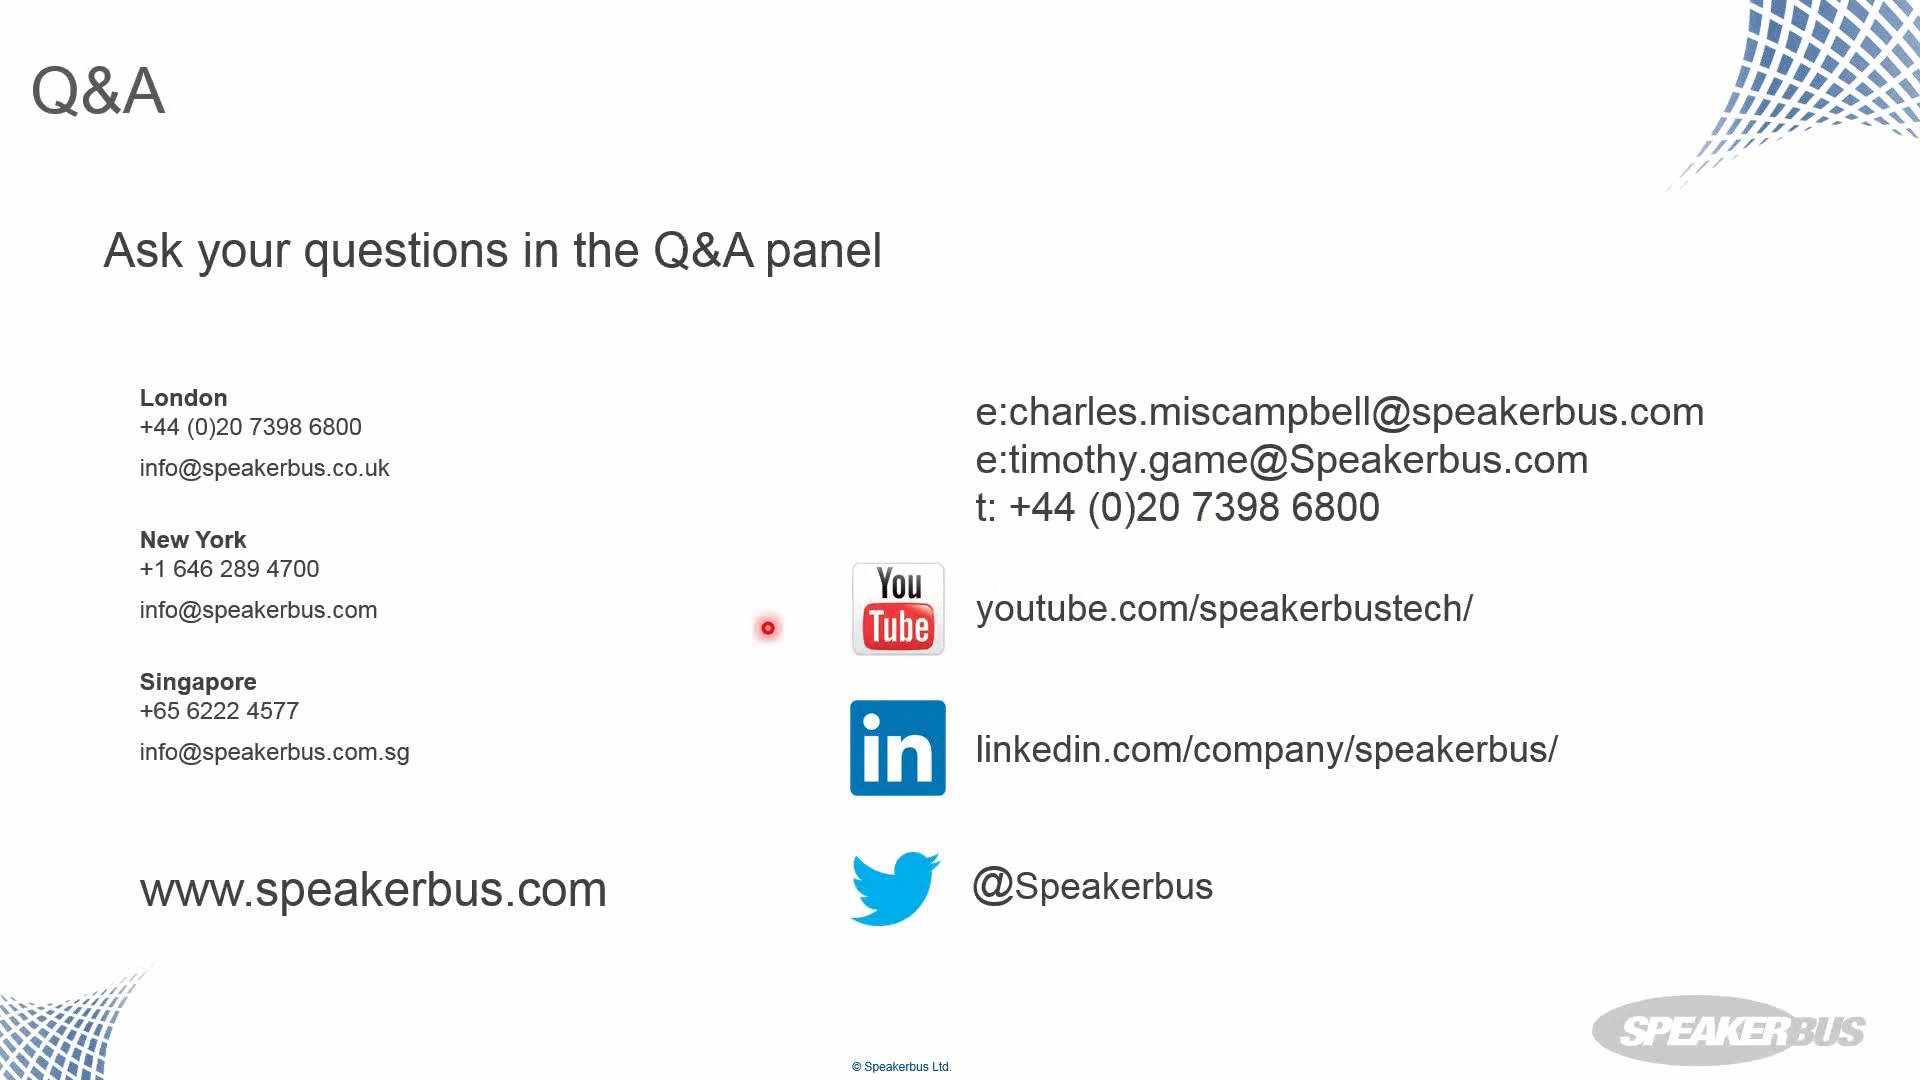 Q&A
Ask your questions in the Q&A panel
London
+44 (0)20 7398 6800
info@speakerbus.co.uk
New York
+1 646 289 4700
info@speakerbus.com
Singapore
+65 6222 4577
info@speakerbus.com.sg
www.speakerbus.com
e:charles.miscampbell@speakerbus.com
e:timothy.game@Speakerbus.com
t: +44 (0)20 7398 6800
You
Tube
youtube.com/speakerbustech/
in
linkedin.com/company/speakerbus/
@Speakerbus
SPEAKERBUS
© Speakerbus Ltd.